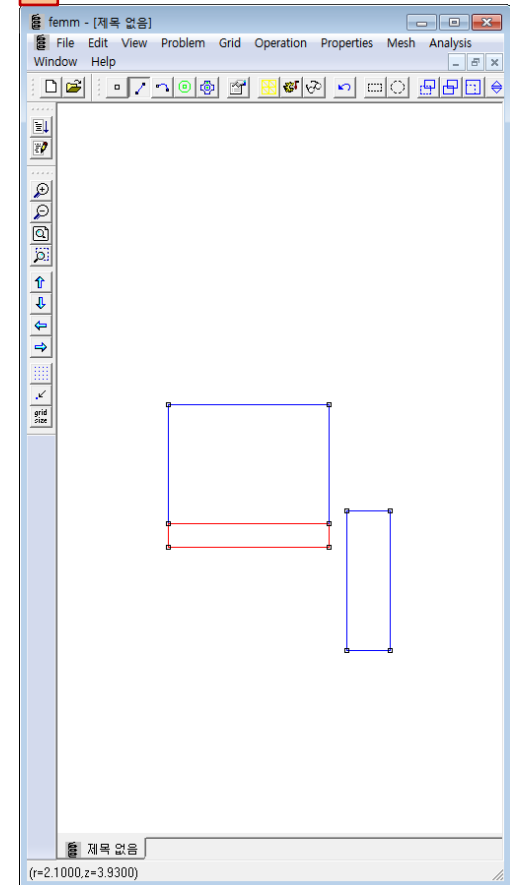 femm - [제목 없음]
File Edit View Problem Grid Operation Properties Mesh Analysis
Window Help
grid
size
제목 없음
(r=2.1000,z=3.9300)